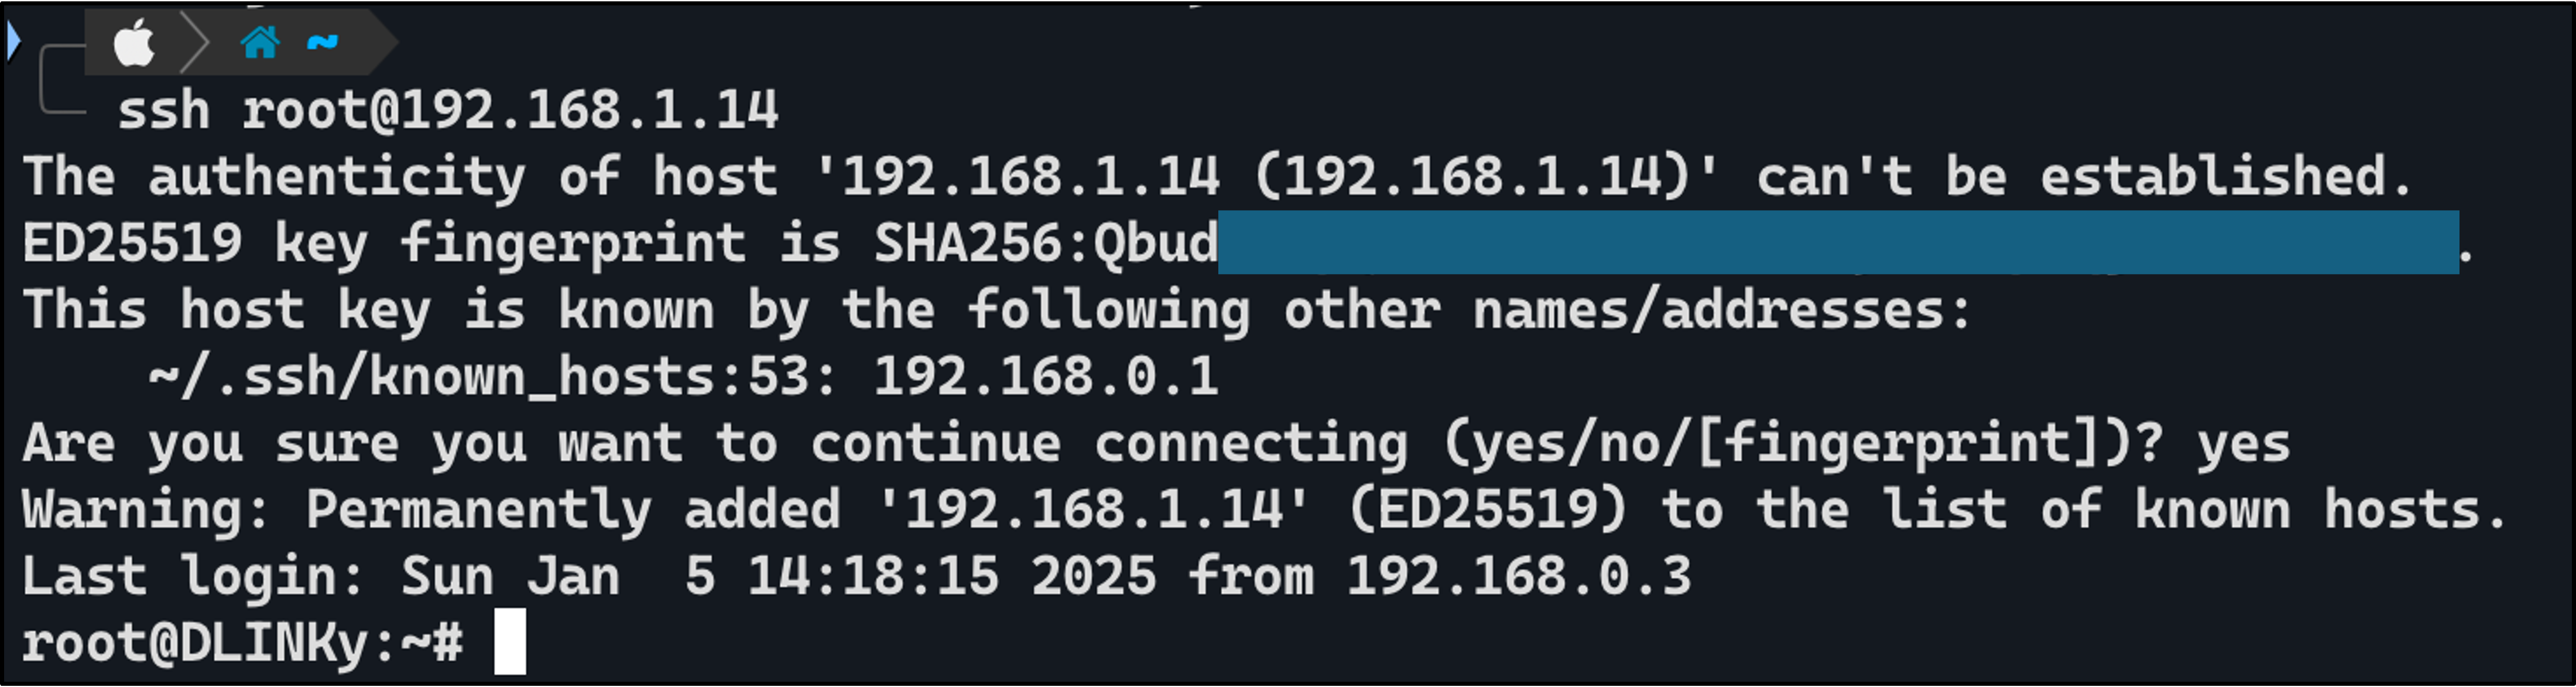 ~
ssh root@192.168.1.14
The authenticity of host '192.168.1.14 (192.168.1.14)' can't be established.
ED25519 key fingerprint is SHA256:Qbud .
This host key is known by the following other names/addresses:
    ~/.ssh/known_hosts:53: 192.168.0.1
Are you sure you want to continue connecting (yes/no/[fingerprint])? yes
Warning: Permanently added '192.168.1.14' (ED25519) to the list of known hosts.
Last login: Sun Jan  5 14:18:15 2025 from 192.168.0.3
root@DLINKy:~#